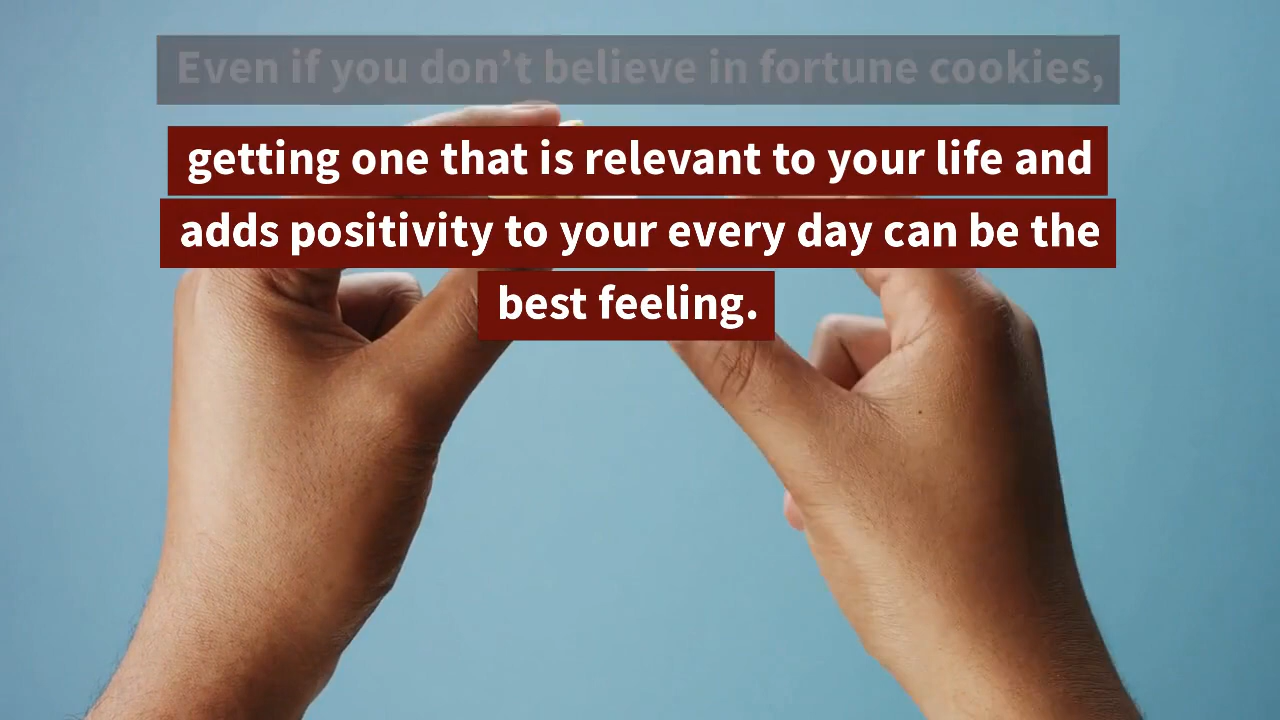 Even if you don’t believe in fortune cookies,
getting one that is relevant to your life and
adds positivity to your every day can be the
best feeling.